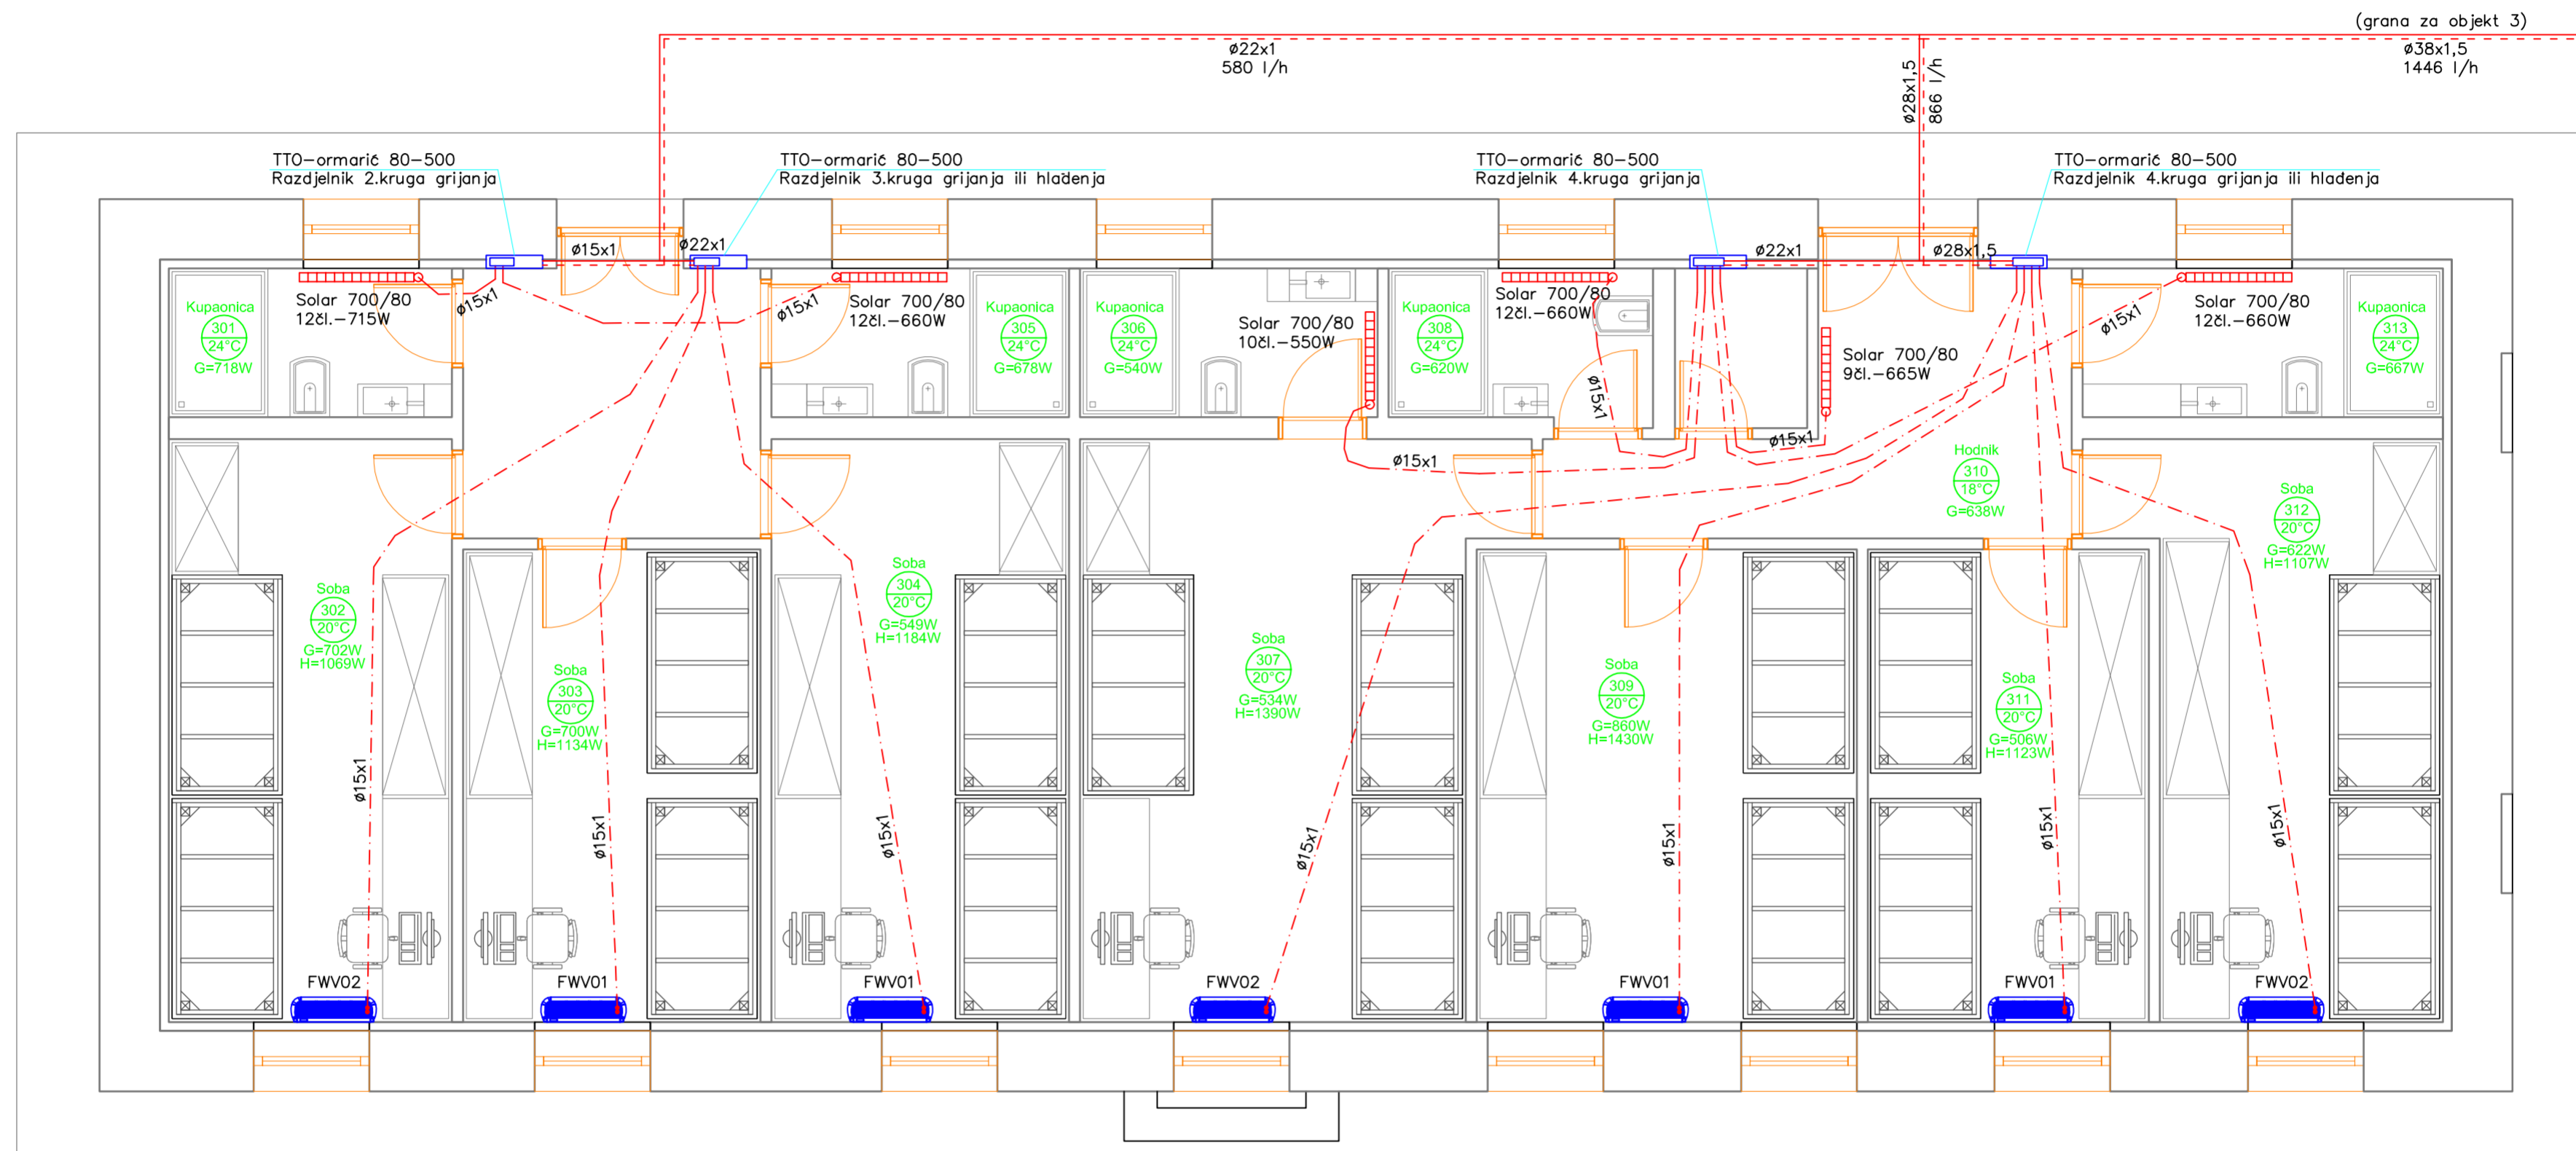 (grana za objekt 3)
ø22x1
580 l/h
ø38x1,5
1446 l/h
ø28x1,5
866 l/h
TTO-ormarić 80-500
Razdjelnik 2.kruga grijanja
TTO-ormarić 80-500
Razdjelnik 3.kruga grijanja ili hlađenja
TTO-ormarić 80-500
Razdjelnik 4.kruga grijanja
TTO-ormarić 80-500
Razdjelnik 4.kruga grijanja ili hlađenja
ø15x1
ø22x1
ø22x1
ø28x1,5
Kupaonica
301
24°C
G=718W
Solar 700/80
12čl.-715W
ø15x1
ø15x1
Solar 700/80
12čl.-660W
Kupaonica
305
24°C
G=678W
Kupaonica
306
24°C
G=540W
Solar 700/80
10čl.-550W
Kupaonica
308
24°C
G=620W
Solar 700/80
12čl.-660W
ø15x1
Solar 700/80
9čl.-665W
ø15x1
ø15x1
ø15x1
Solar 700/80
12čl.-660W
Kupaonica
313
24°C
G=667W
Hodnik
310
18°C
G=638W
Soba
302
20°C
G=702W
H=1069W
Soba
303
20°C
G=700W
H=1134W
Soba
304
20°C
G=549W
H=1184W
Soba
307
20°C
G=534W
H=1390W
Soba
309
20°C
G=860W
H=1430W
Soba
311
20°C
G=506W
H=1123W
Soba
312
20°C
G=622W
H=1107W
ø15x1
ø15x1
ø15x1
ø15x1
ø15x1
ø15x1
ø15x1
FWV02
FWV01
FWV01
FWV02
FWV01
FWV01
FWV02